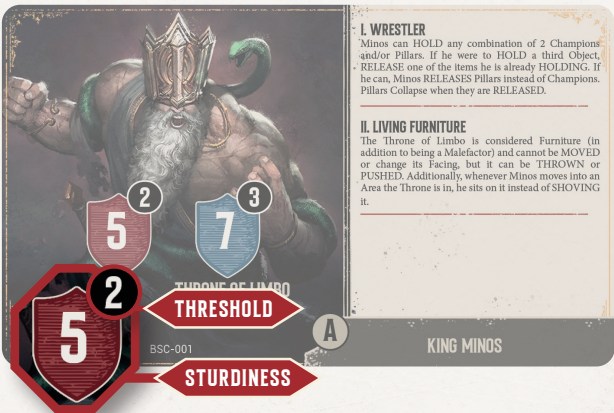 I. WRESTLER
Minos can HOLD any combination of 2 Champions
and/or Pillars. If he were to HOLD a third Object,
RELEASE one of the items he is already HOLDING. If
he can, Minos RELEASES Pillars instead of Champions.
Pillars Collapse when they are RELEASED.
II. LIVING FURNITURE
The Throne of Limbo is considered Furniture (in
addition to being a Malefactor) and cannot be MOVED
or change its Facing, but it can be THROWN or
PUSHED. Additionally, whenever Minos moves into an
Area the Throne is in, he sits on it instead of SHOVING
it.
5 2
7 3
THRONE OF LIMBO
5 2
THRESHOLD
BSC-001
A
KING MINOS
STURDINESS